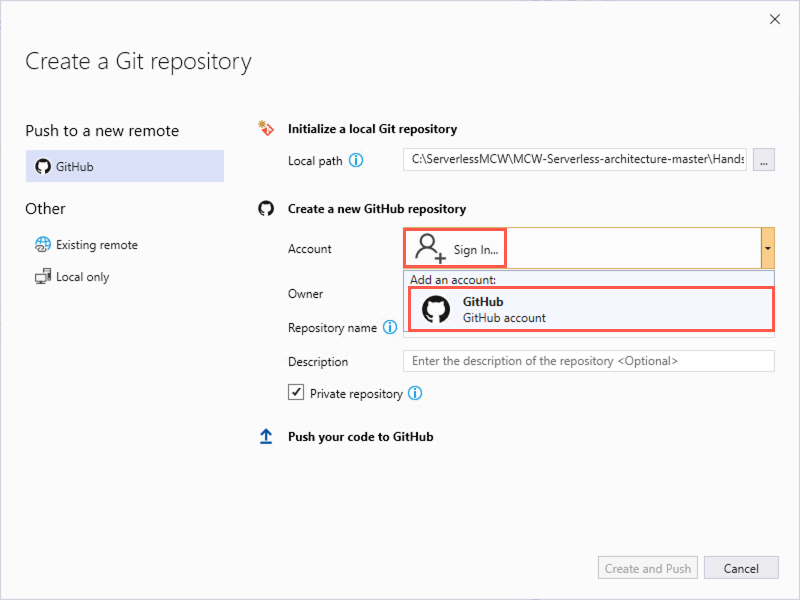 Create a Git repository
Push to a new remote
GitHub
Other
Existing remote
Local only
Initialize a local Git repository
Local path
C:\ServerlessMCW\MCW-Serverless-architecture-master\Hands
...
Create a new GitHub repository
Account
Sign In...
Add an account:
GitHub
GitHub account
Owner
Repository name
Description
Enter the description of the repository <Optional>
Private repository
Push your code to GitHub
Create and Push
Cancel